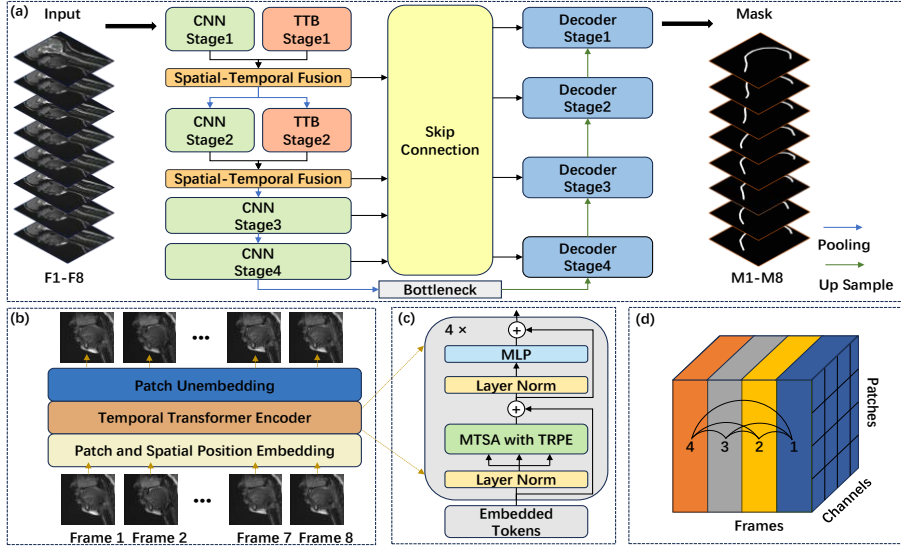 (a)
Input
F1-F8
CNN
Stage1
TTB
Stage1
Spatial-Temporal Fusion
CNN
Stage2
TTB
Stage2
Spatial-Temporal Fusion
CNN
Stage3
CNN
Stage4
Skip
Connection
Bottleneck
Decoder
Stage1
Decoder
Stage2
Decoder
Stage3
Decoder
Stage4
Mask
M1-M8
Pooling
Up Sample
(b)
Patch Unembedding
Temporal Transformer Encoder
Patch and Spatial Position Embedding
Frame 1 Frame 2 Frame 7 Frame 8
(c)
4 ×
+
MLP
Layer Norm
+
MTSA with TRPE
Layer Norm
Embedded
Tokens
(d)
4 3 2 1
Patches
Channels
Frames